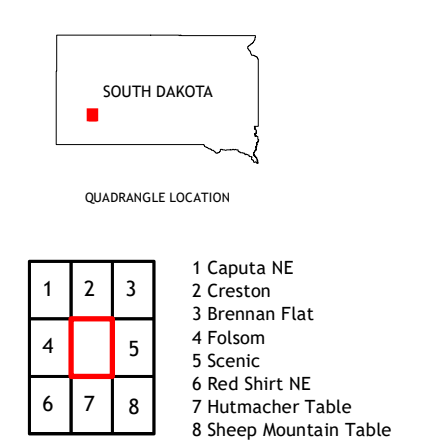 SOUTH DAKOTA
QUADRANGLE LOCATION
1 2 3
4 5
6 7 8
1 Caputa NE
2 Creston
3 Brennan Flat
4 Folsom
5 Scenic
6 Red Shirt NE
7 Hutmacher Table
8 Sheep Mountain Table